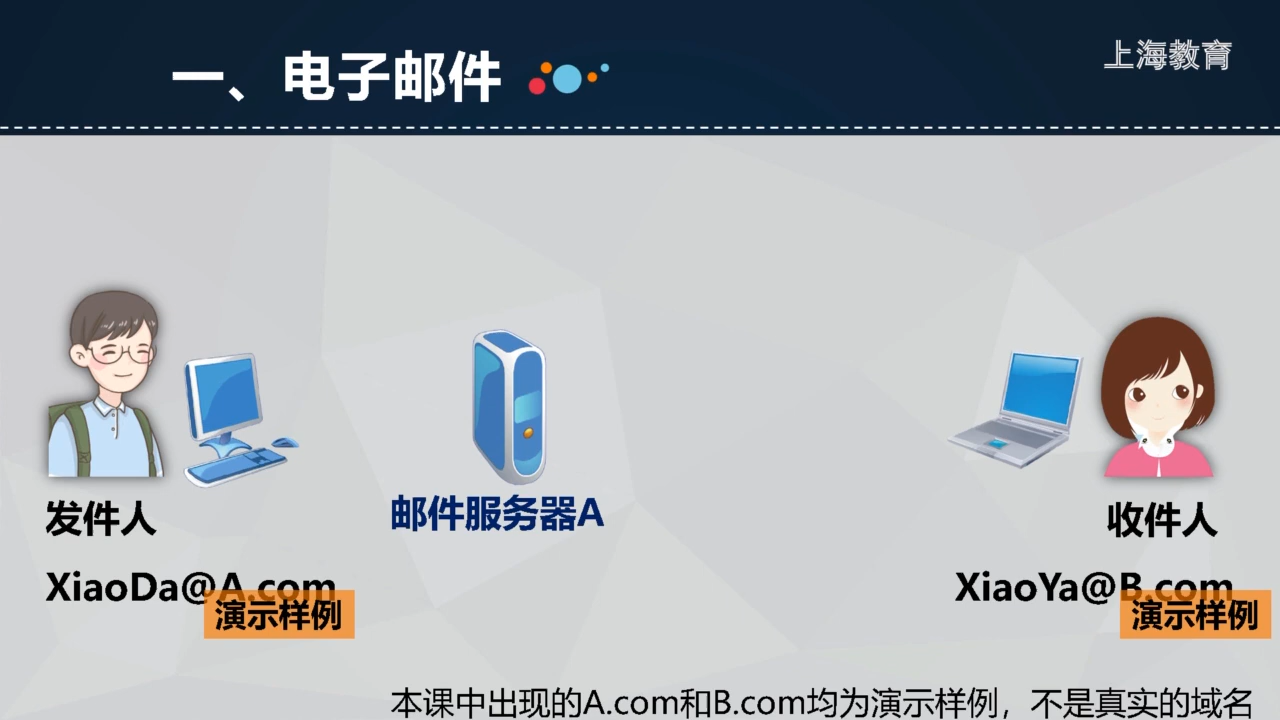 一、电子邮件
上海教育
发件人
邮件服务器A
收件人
XiaoDa@A.com
演示样例
XiaoYa@B.com
演示样例
本课中出现的A.com和B.com均为演示样例，不是真实的域名